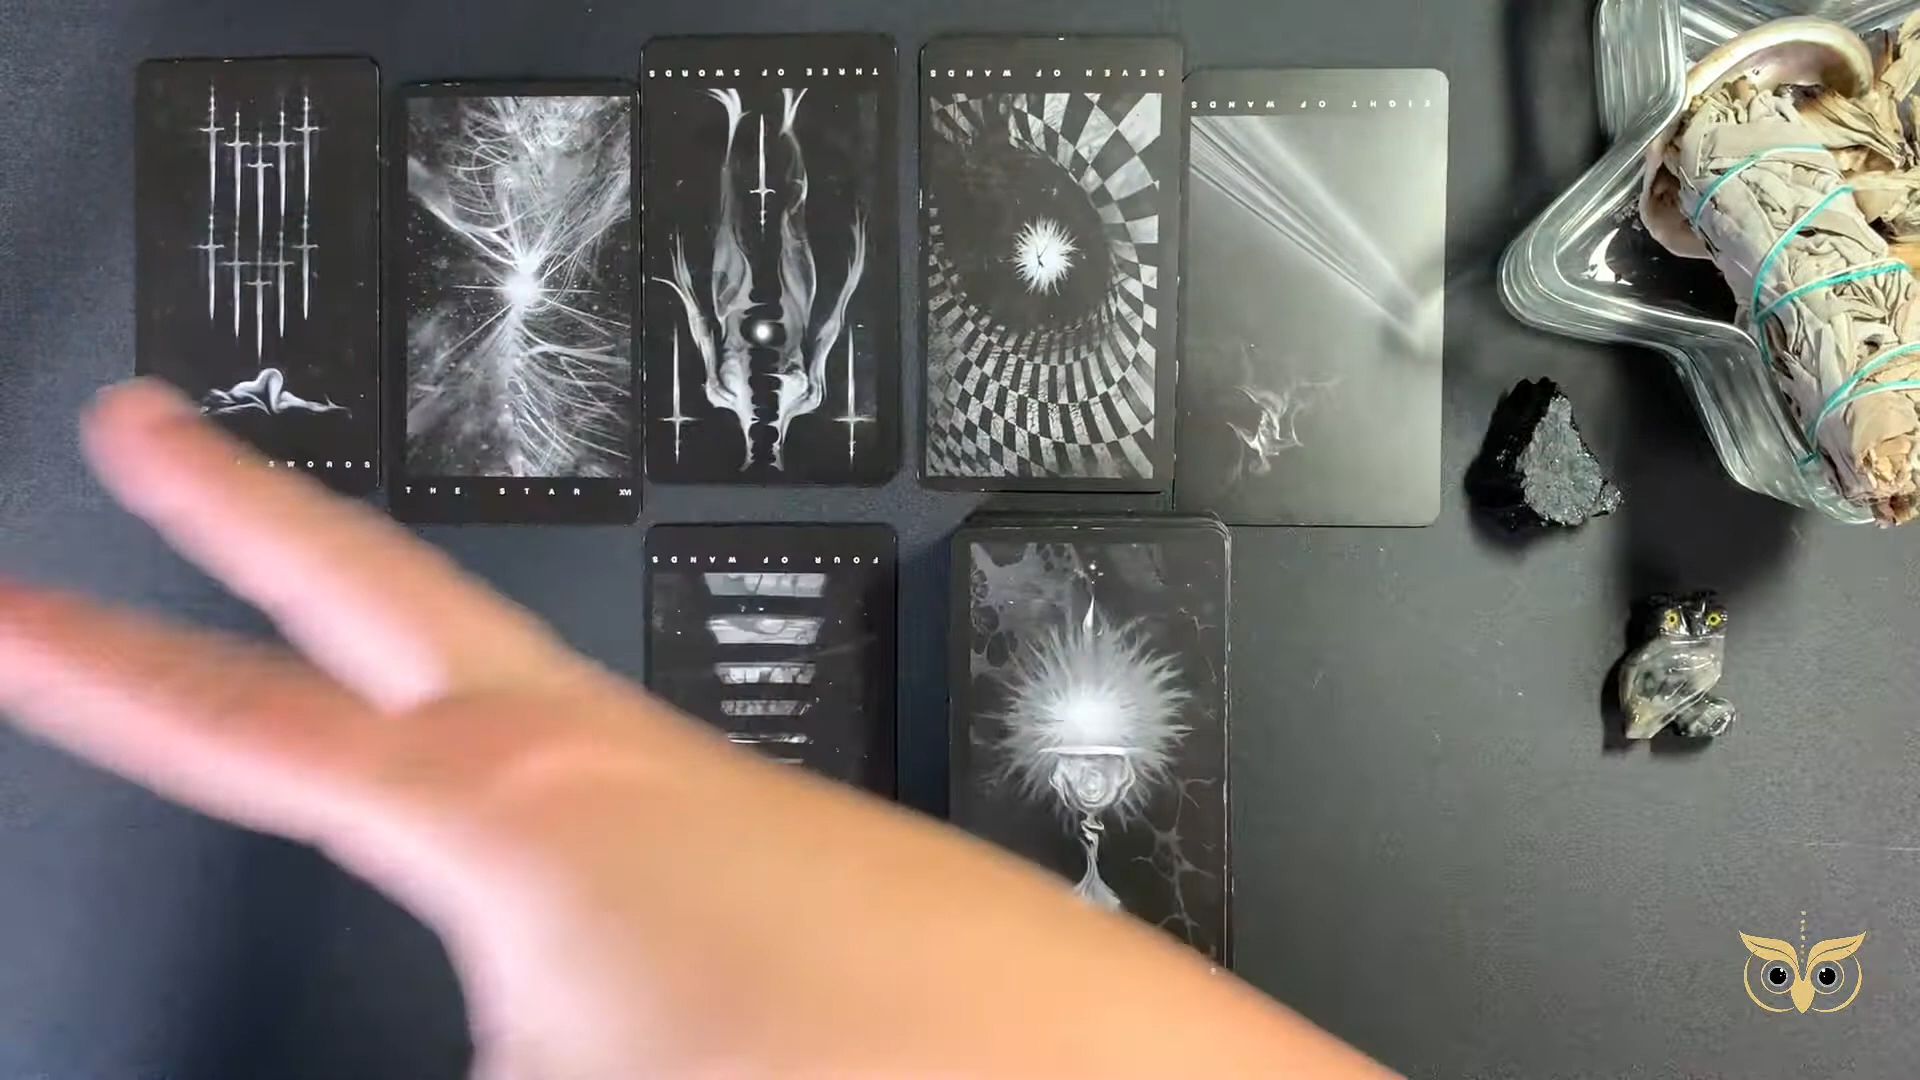 THREE OF SWORDS
SEVEN OF WANDS
EIGHT OF WANDS
SWORDS
THE STAR XVI
FOUR OF WANDS